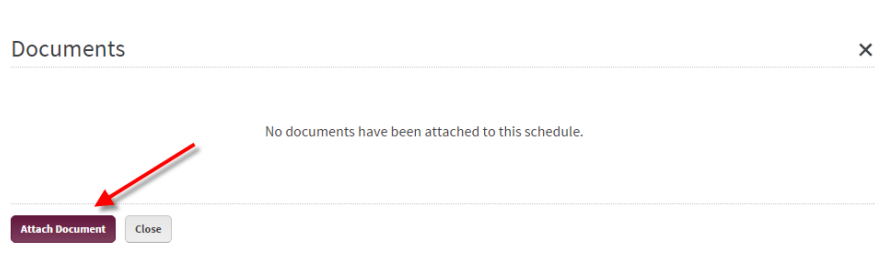 Documents
No documents have been attached to this schedule.
Attach Document
Close